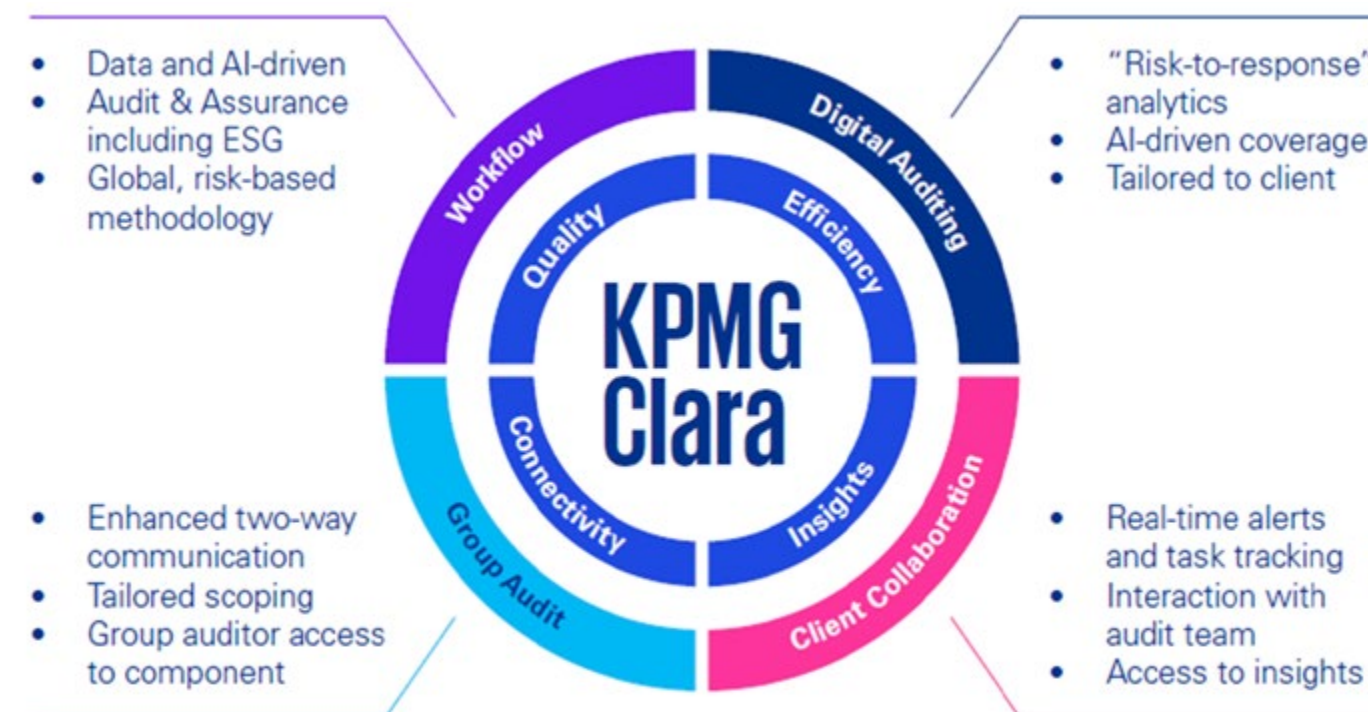 • Data and AI-driven
• Audit & Assurance
including ESG
• Global, risk-based
methodology
• "Risk-to-response"
analytics
• AI-driven coverage
• Tailored to client
Workflow
Digital Auditing
Quality
Efficiency
KPMG
Clara
Connectivity
Insights
Group Audit
Client Collaboration
• Enhanced two-way
communication
• Tailored scoping
• Group auditor access
to component
• Real-time alerts
and task tracking
• Interaction with
audit team
• Access to insights